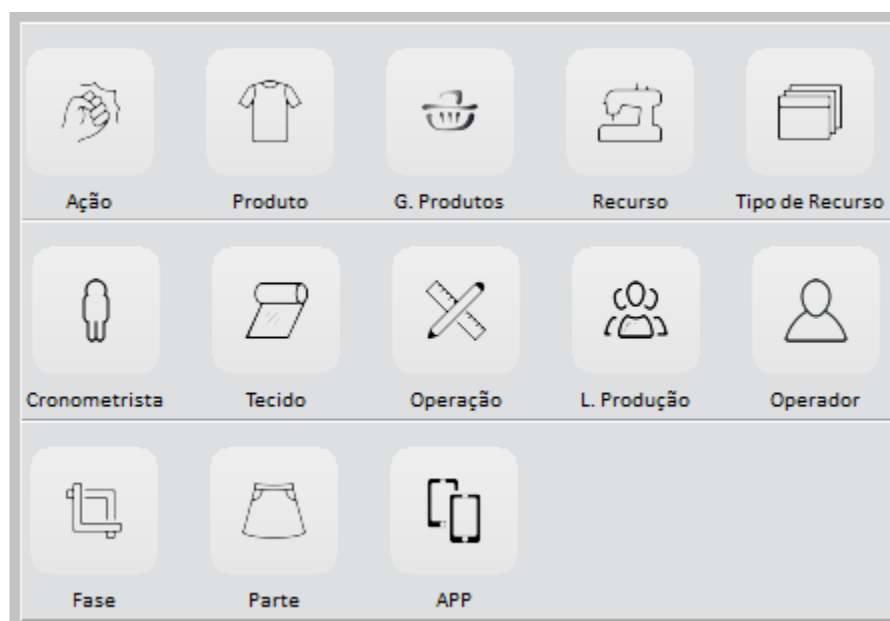 Ação Produto G. Produtos Recurso Tipo de Recurso
Cronometrista Tecido Operação L. Produção Operador
Fase Parte APP